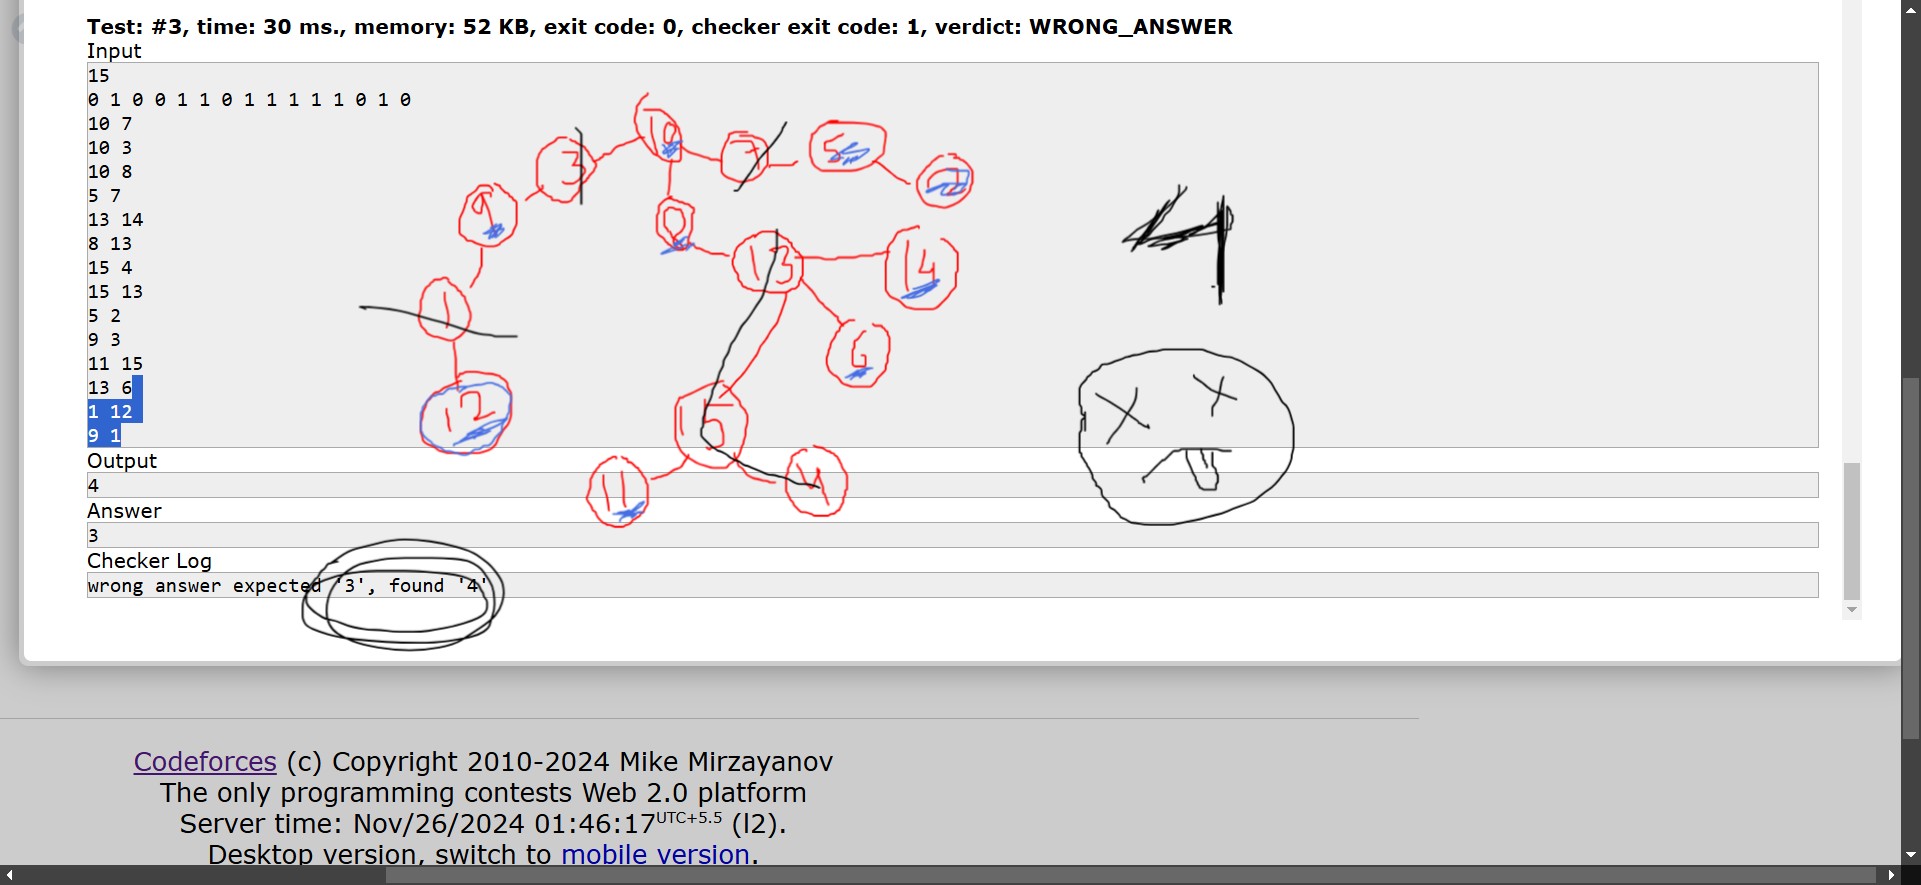 Test: #3, time: 30 ms., memory: 52 KB, exit code: 0, checker exit code: 1, verdict: WRONG_ANSWER
Input
15
0 1 0 0 1 1 0 1 1 1 1 1 0 1 0
10 7
10 3
10 8
5 7
13 14
8 13
15 4
15 13
5 2
9 3
11 15
13 6
1 12
9 1
10
3
7
5
9
0
13
14
4
1
6
12
15
11
4
Output
4
Answer
3
Checker Log
wrong answer expected '3', found '4'
Codeforces (c) Copyright 2010-2024 Mike Mirzayanov
The only programming contests Web 2.0 platform
Server time: Nov/26/2024 01:46:17UTC+5.5 (l2).
Desktop version, switch to mobile version.